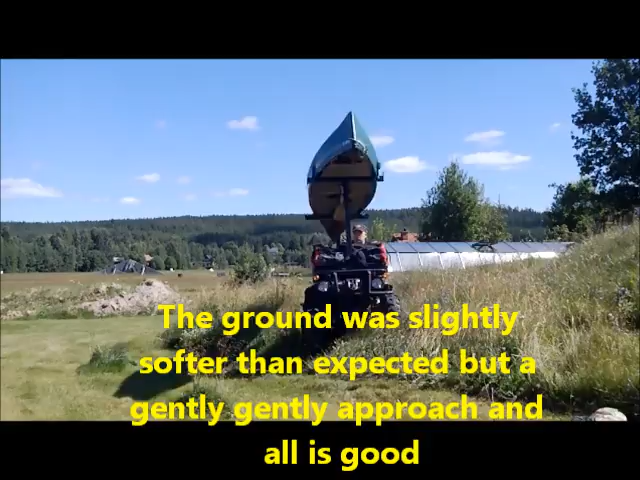 The ground was slightly
softer than expected but a
gently gently approach and
all is good